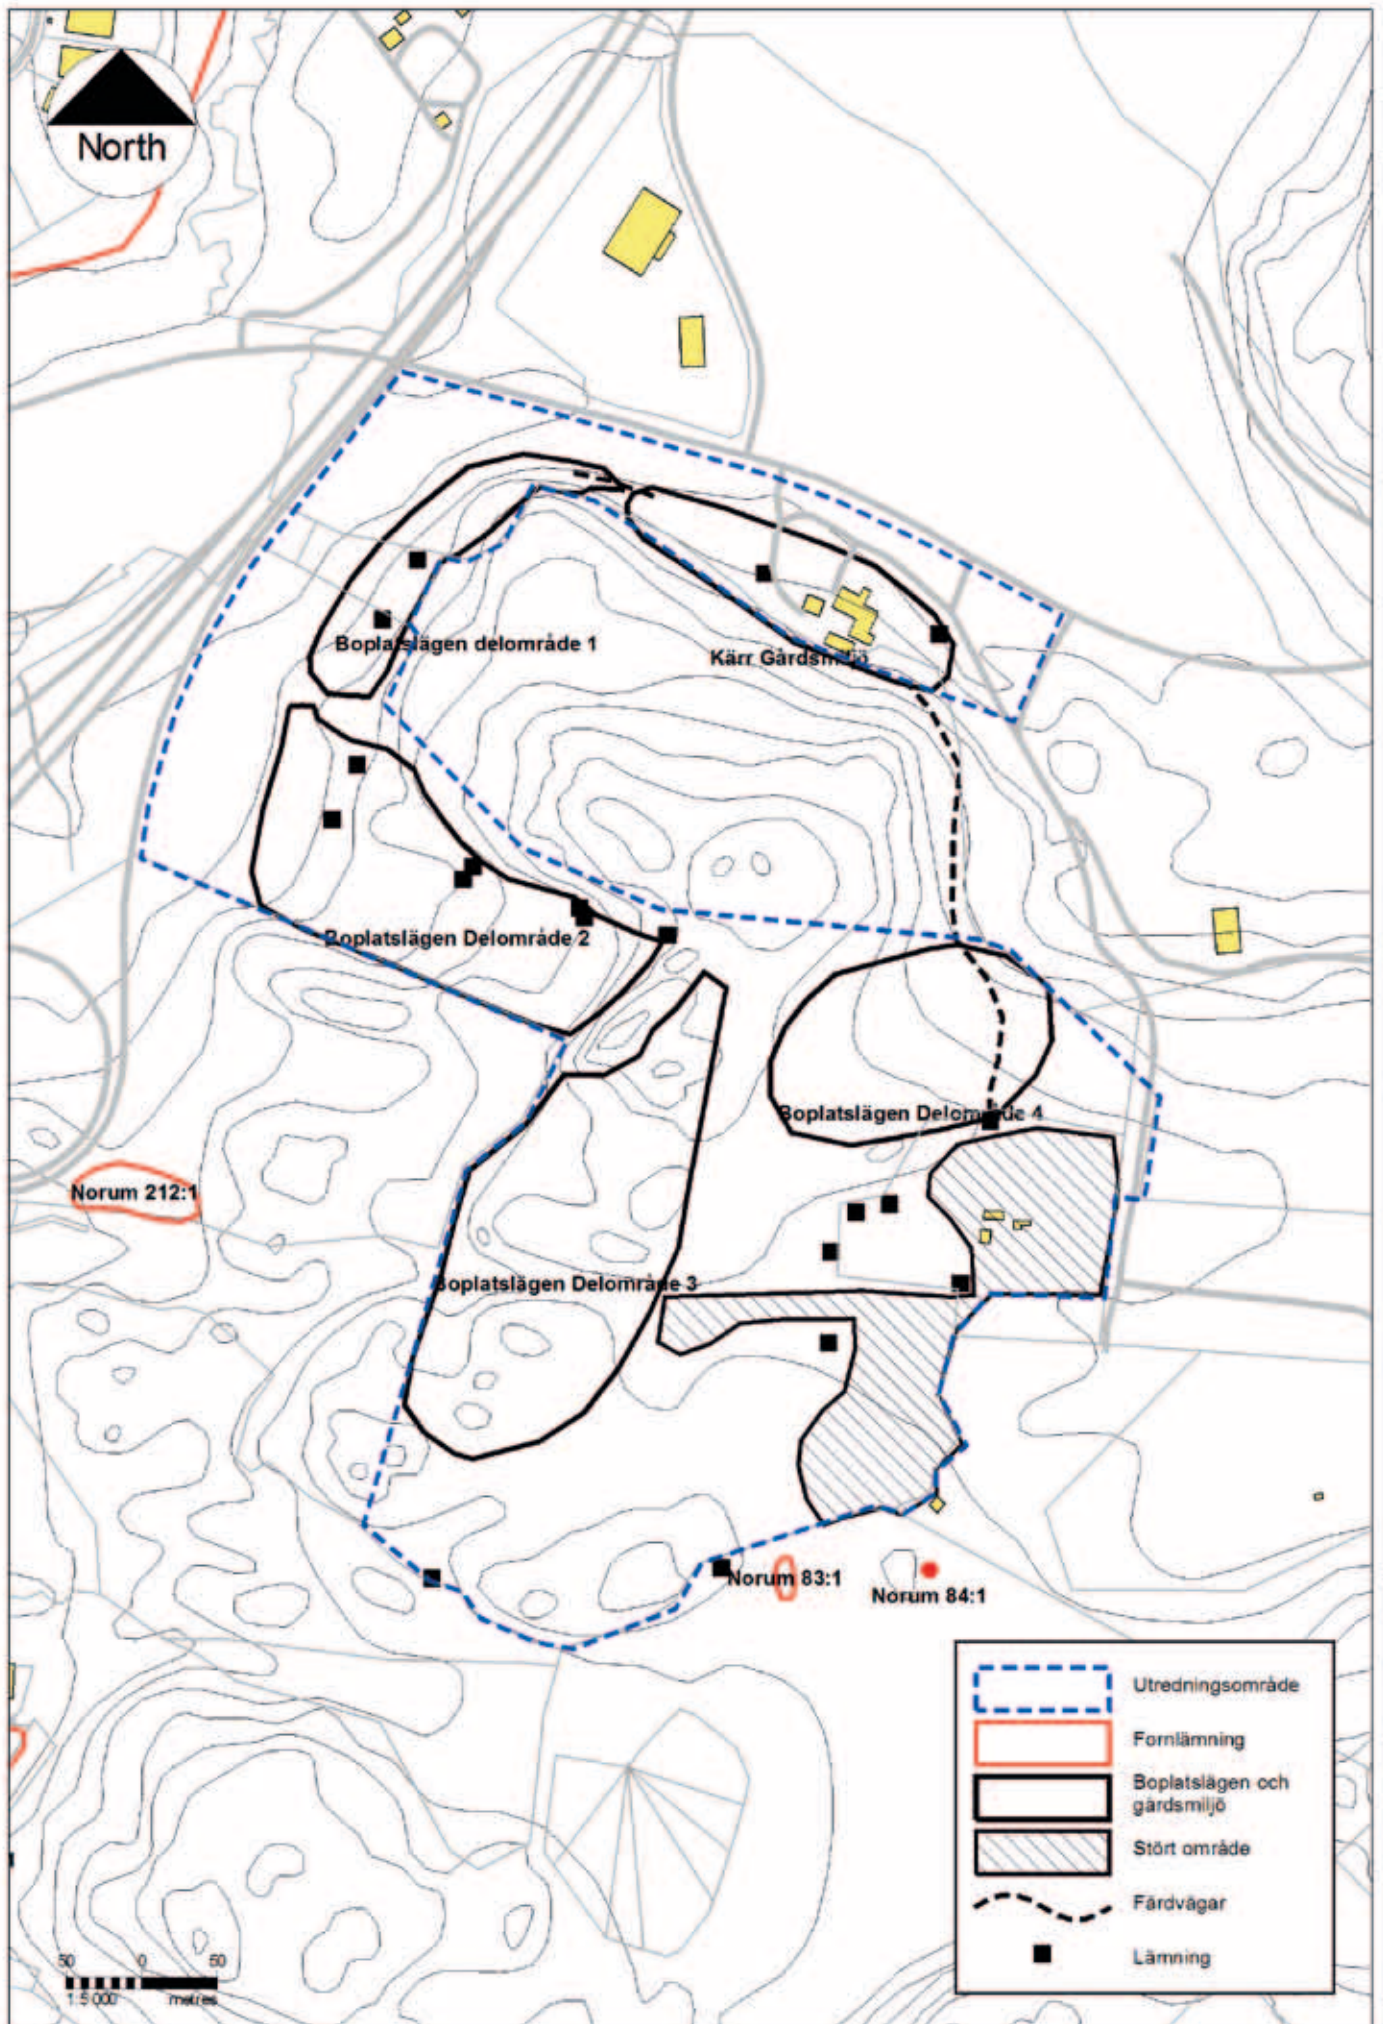 North
Boplatslägen delområde 1
Kärr Gårdsmiljö
Boplatslägen Delområde 2
Boplatslägen Delområde 4
Norum 212:1
Boplatslägen Delområde 3
Norum 83:1
Norum 84:1
Utredningsområde
Fornlämning
Boplatslägen och
gårdsmiljö
Stört område
Färdvägar
Lämning
50 0 50
1:5 000 metres